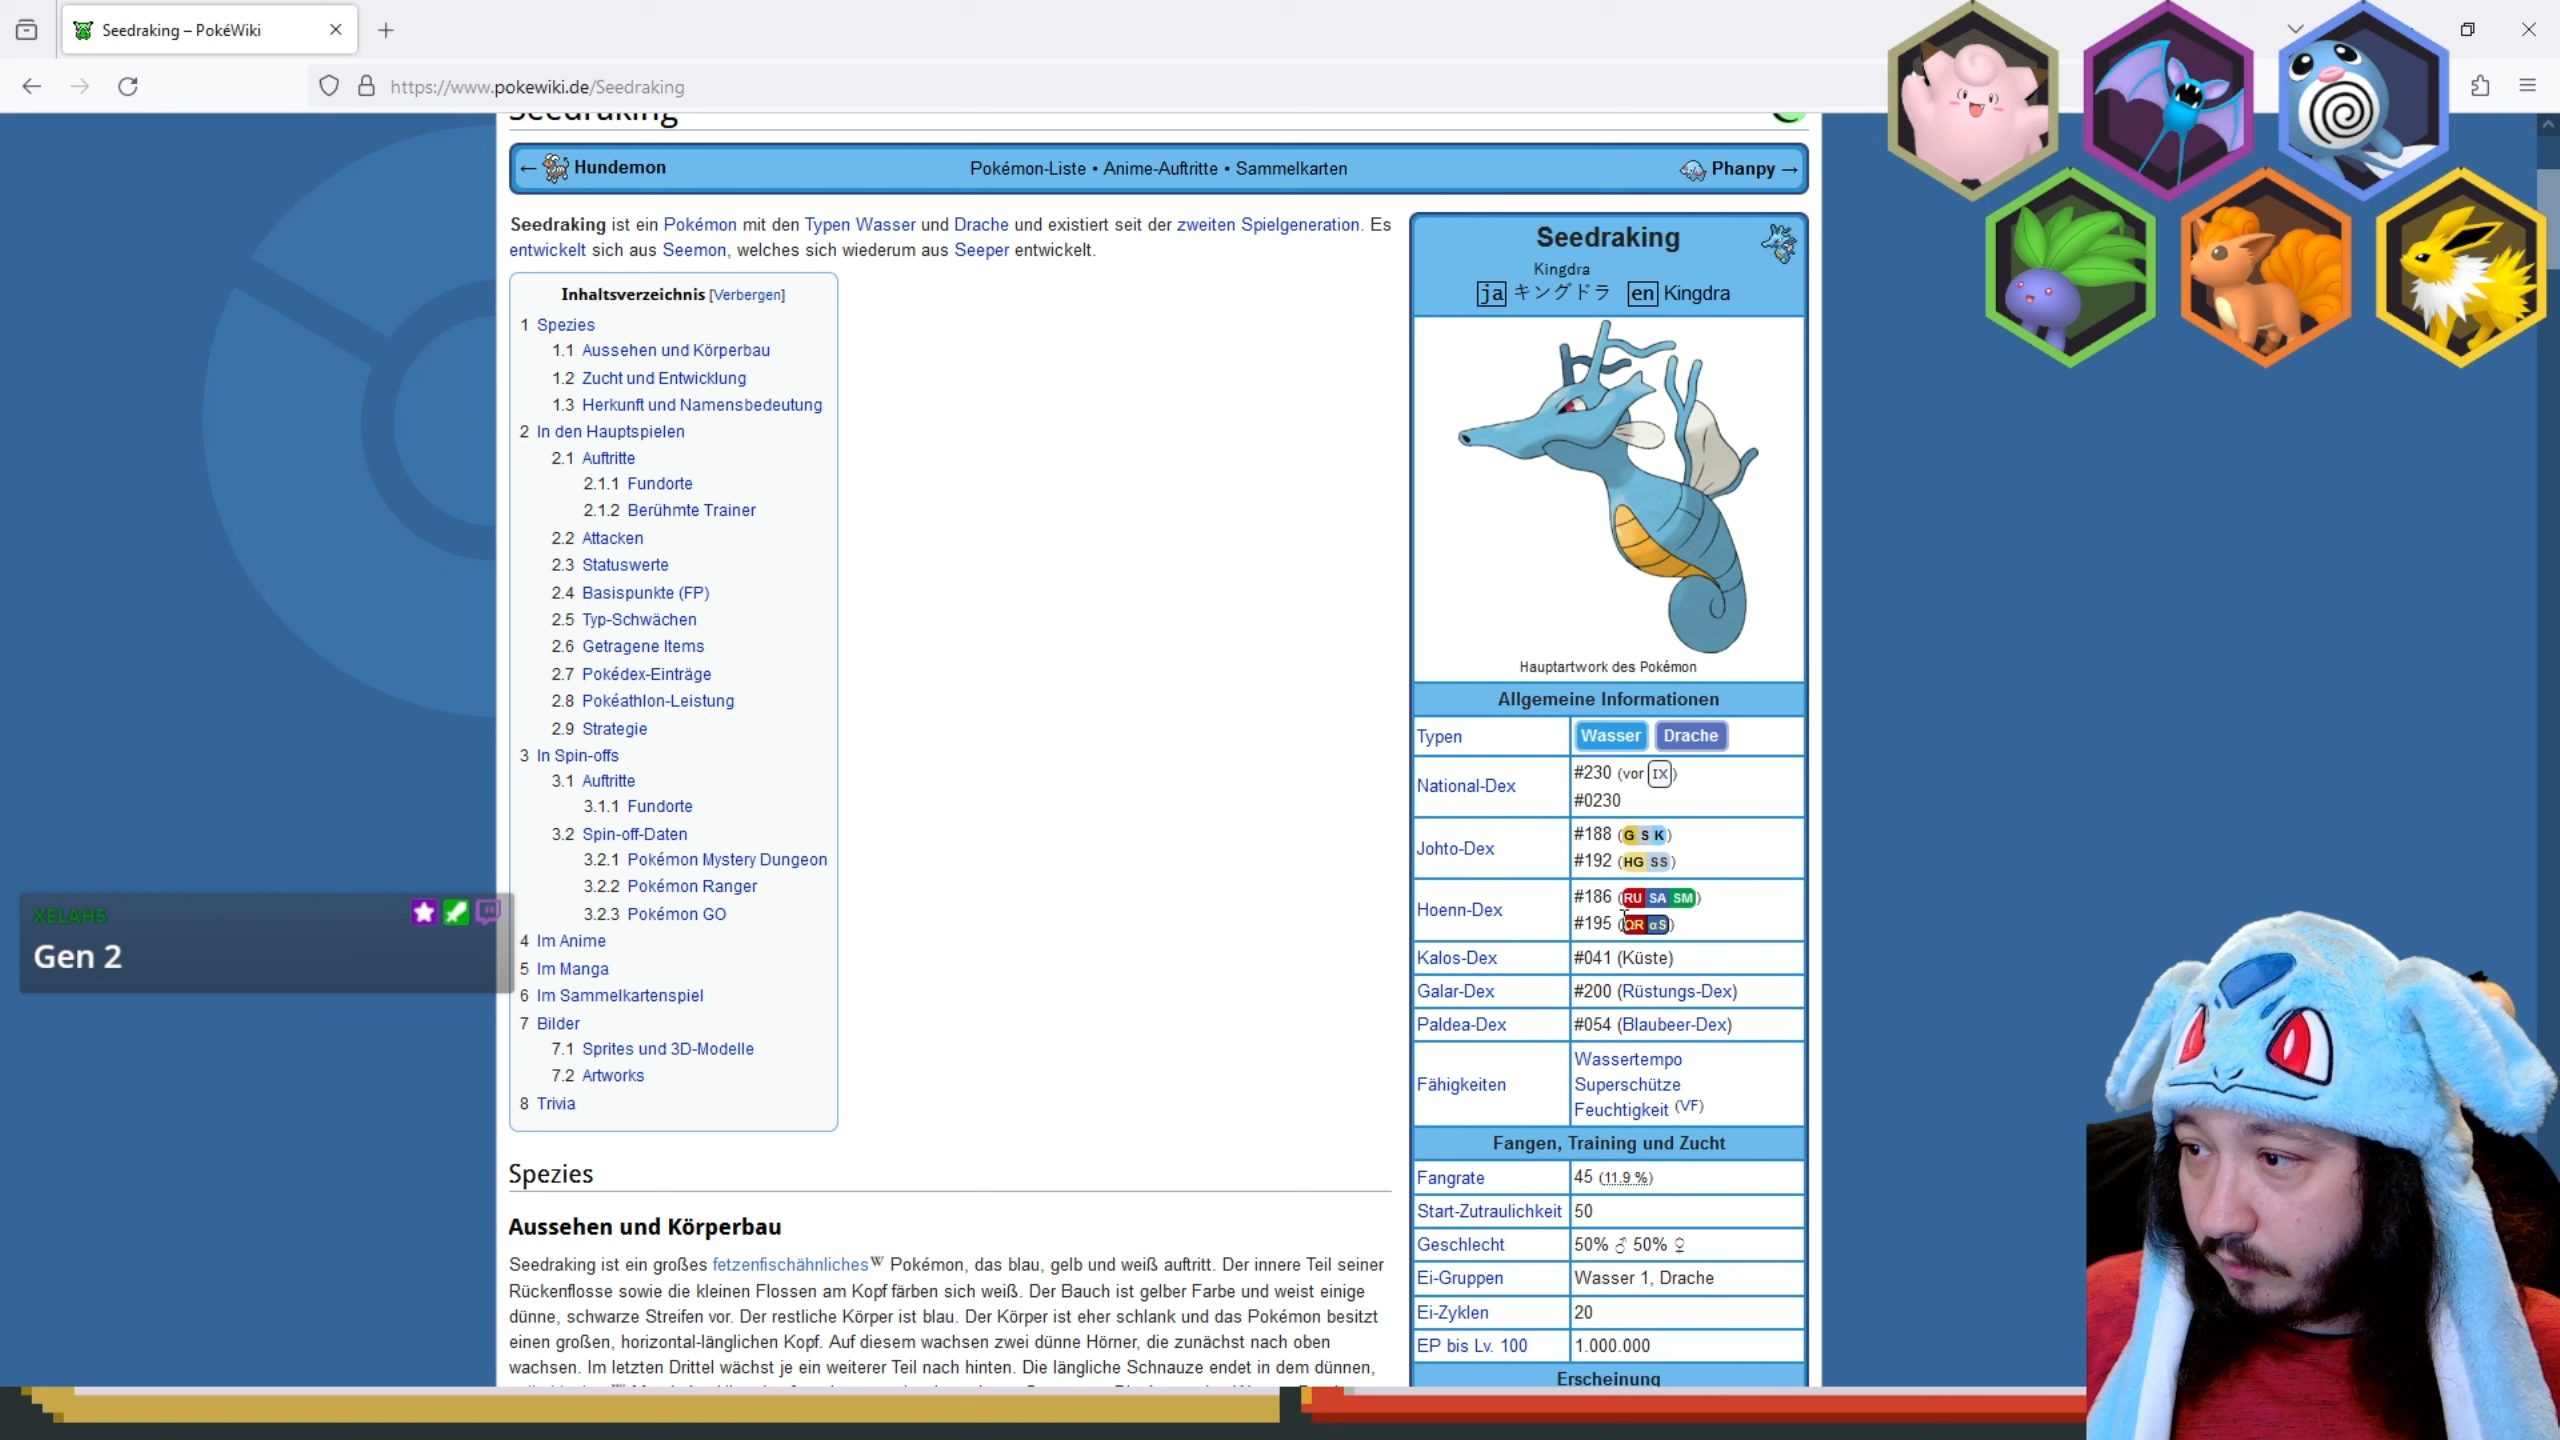 Seedraking – PokéWiki
https://www.pokewiki.de/Seedraking
Seedraking
← Hundemon
Pokémon-Liste • Anime-Auftritte • Sammelkarten
Phanpy →
Seedraking ist ein Pokémon mit den Typen Wasser und Drache und existiert seit der zweiten Spielgeneration. Es
entwickelt sich aus Seemon, welches sich wiederum aus Seeper entwickelt.
Inhaltsverzeichnis [Verbergen]
1 Spezies
1.1 Aussehen und Körperbau
1.2 Zucht und Entwicklung
1.3 Herkunft und Namensbedeutung
2 In den Hauptspielen
2.1 Auftritte
2.1.1 Fundorte
2.1.2 Berühmte Trainer
2.2 Attacken
2.3 Statuswerte
2.4 Basispunkte (FP)
2.5 Typ-Schwächen
2.6 Getragene Items
2.7 Pokédex-Einträge
2.8 Pokéathlon-Leistung
2.9 Strategie
3 In Spin-offs
3.1 Auftritte
3.1.1 Fundorte
3.2 Spin-off-Daten
3.2.1 Pokémon Mystery Dungeon
3.2.2 Pokémon Ranger
3.2.3 Pokémon GO
4 Im Anime
5 Im Manga
6 Im Sammelkartenspiel
7 Bilder
7.1 Sprites und 3D-Modelle
7.2 Artworks
8 Trivia
XELAH5
Gen 2
Spezies
Aussehen und Körperbau
Seedraking ist ein großes fetzenfischähnliches W Pokémon, das blau, gelb und weiß auftritt. Der innere Teil seiner
Rückenflosse sowie die kleinen Flossen am Kopf färben sich weiß. Der Bauch ist gelber Farbe und weist einige
dünne, schwarze Streifen vor. Der restliche Körper ist blau. Der Körper ist eher schlank und das Pokémon besitzt
einen großen, horizontal-länglichen Kopf. Auf diesem wachsen zwei dünne Hörner, die zunächst nach oben
wachsen. Im letzten Drittel wächst je ein weiterer Teil nach hinten. Die längliche Schnauze endet in dem dünnen,
Seedraking
Kingdra
ja キングドラ en Kingdra
Hauptartwork des Pokémon
Allgemeine Informationen
Typen Wasser Drache
National-Dex #230 (vor IX)
#0230
Johto-Dex #188 (G S K)
#192 (HG SS)
Hoenn-Dex #186 (RU SA SM)
#195 (ΩR αS)
Kalos-Dex #041 (Küste)
Galar-Dex #200 (Rüstungs-Dex)
Paldea-Dex #054 (Blaubeer-Dex)
Fähigkeiten Wassertempo
Superschütze
Feuchtigkeit (VF)
Fangen, Training und Zucht
Fangrate 45 (11.9 %)
Start-Zutraulichkeit 50
Geschlecht 50% ♂ 50% ♀
Ei-Gruppen Wasser 1, Drache
Ei-Zyklen 20
EP bis Lv. 100 1.000.000
Erscheinung